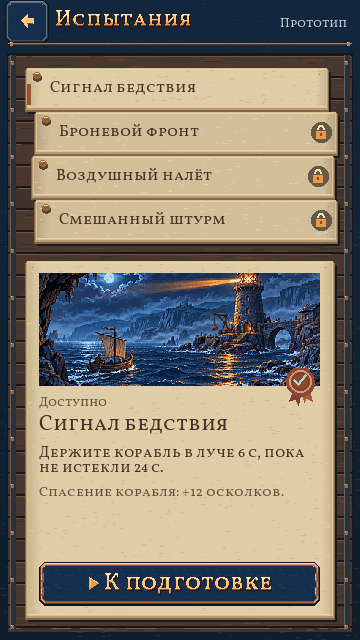 Испытания
Прототип
Сигнал бедствия
Броневой фронт
Воздушный налёт
Смешанный штурм
Доступно
Сигнал бедствия
Держите корабль в луче 6 с, пока
не истекли 24 с.
Спасение корабля: +12 осколков.
К подготовке